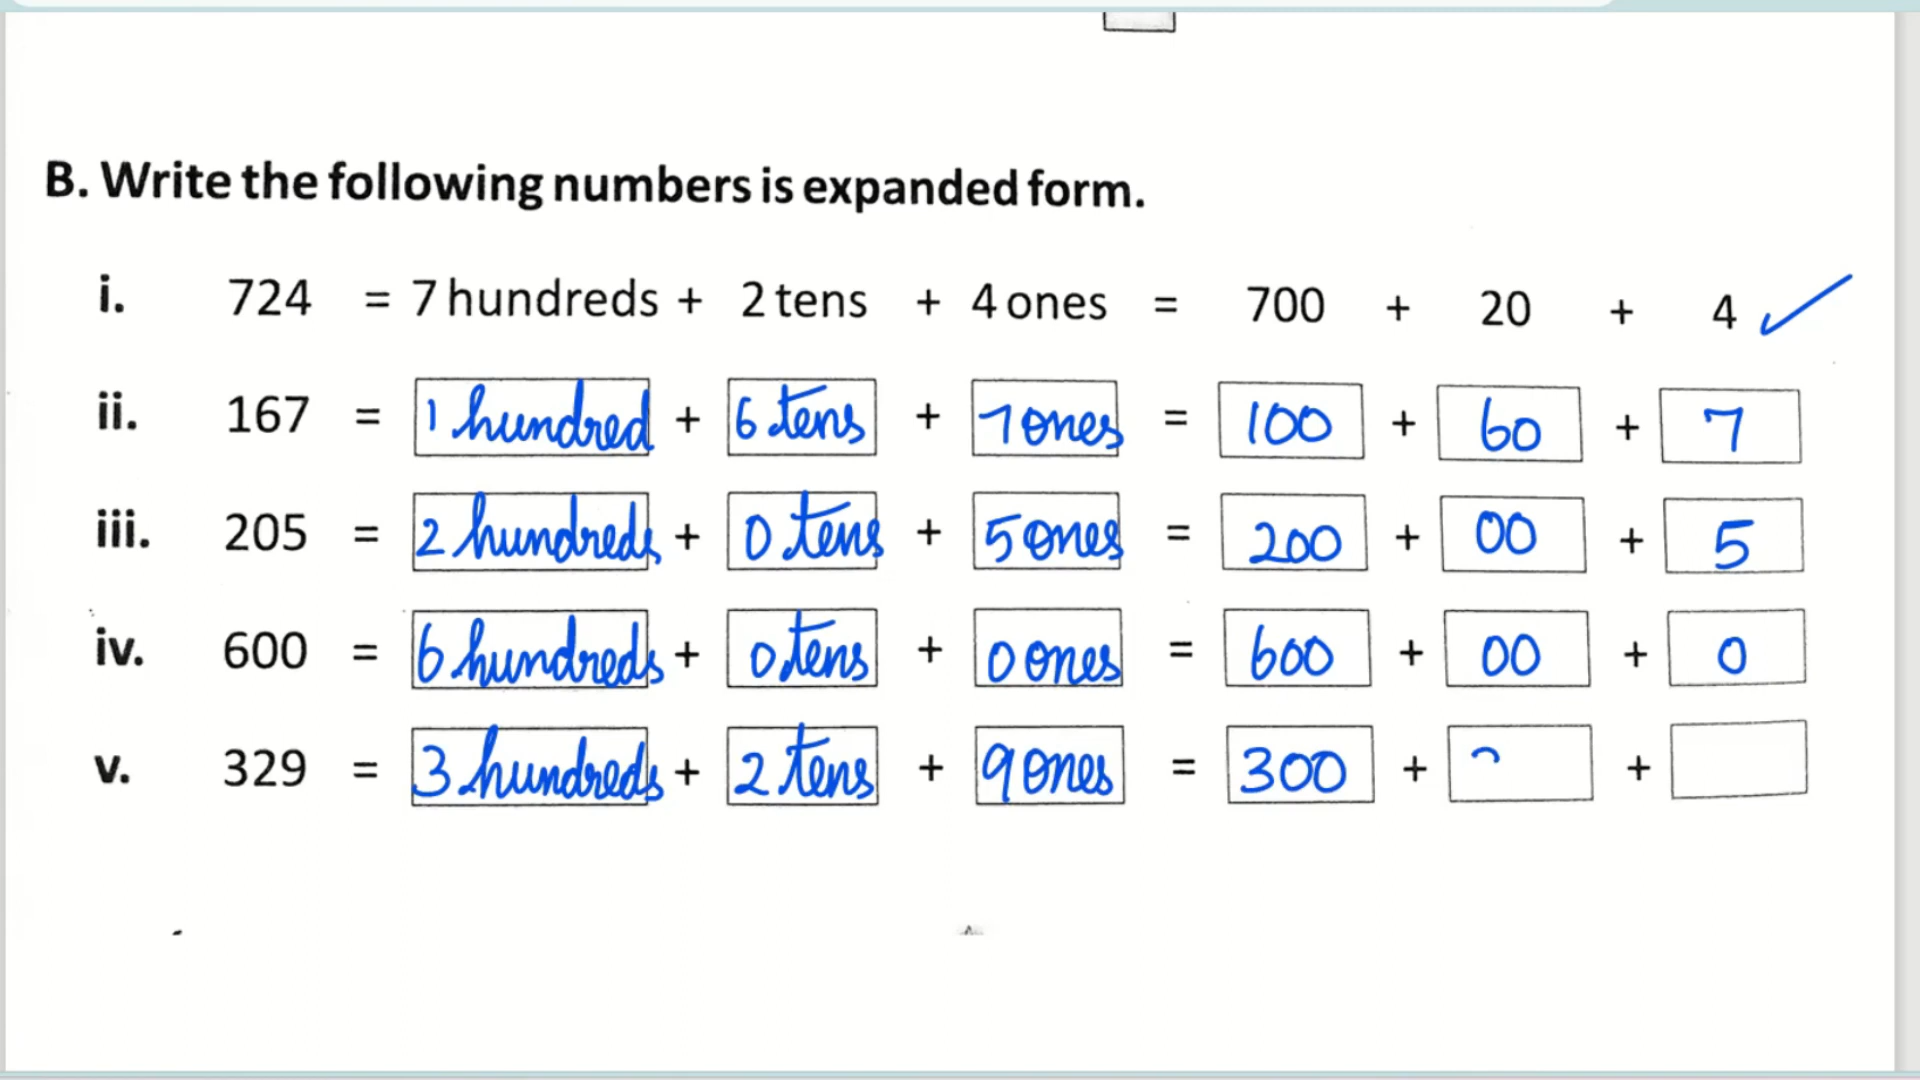 B. Write the following numbers is expanded form.
i. 724 = 7 hundreds + 2 tens + 4 ones = 700 + 20 + 4
ii. 167 = 1 hundred + 6 tens + 7 ones = 100 + 60 + 7
iii. 205 = 2 hundreds + 0 tens + 5 ones = 200 + 00 + 5
iv. 600 = 6 hundreds + 0 tens + 0 ones = 600 + 00 + 0
v. 329 = 3 hundreds + 2 tens + 9 ones = 300 + +